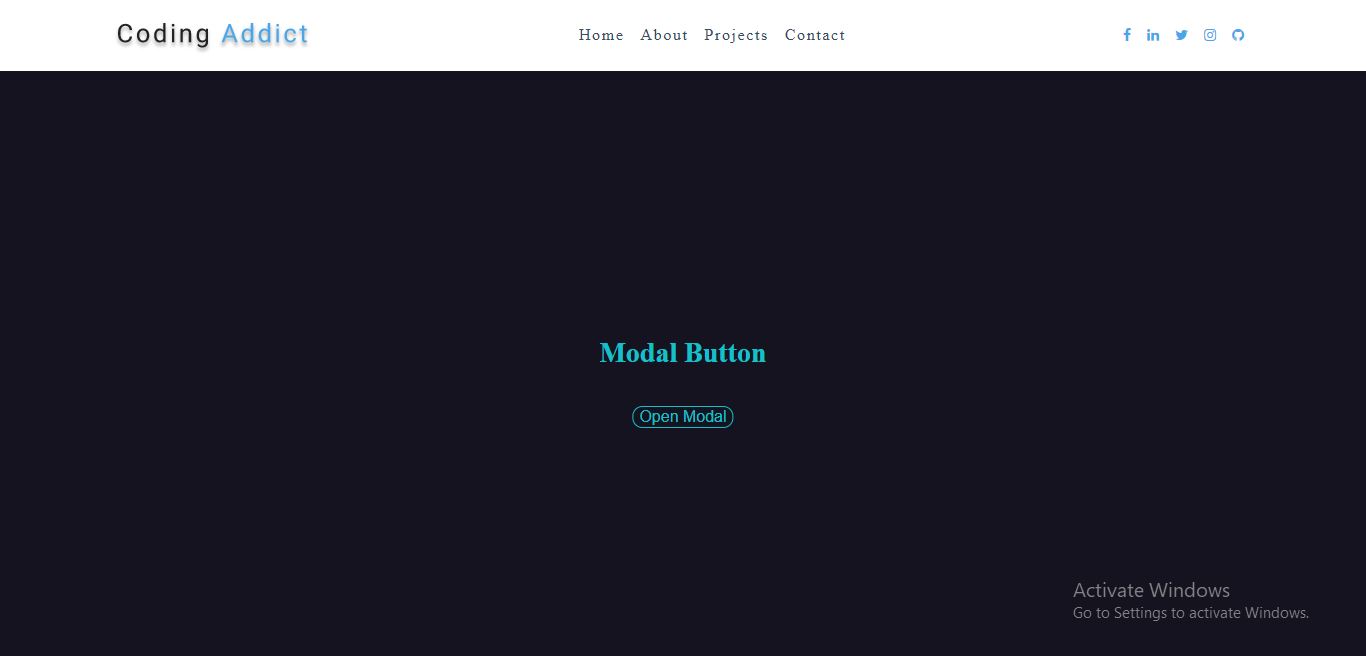 Coding Addict
Home About Projects Contact
Modal Button
Open Modal
Activate Windows
Go to Settings to activate Windows.